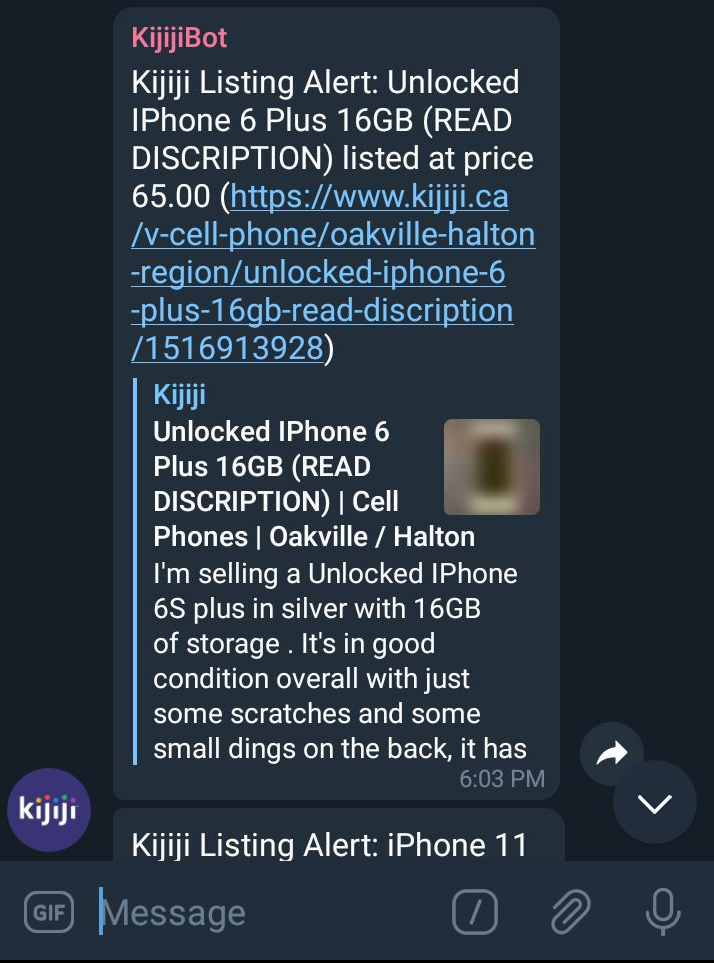 KijijiBot
Kijiji Listing Alert: Unlocked
IPhone 6 Plus 16GB (READ
DISCRIPTION) listed at price
65.00 (https://www.kijiji.ca
/v-cell-phone/oakville-halton
-region/unlocked-iphone-6
-plus-16gb-read-discription
/1516913928)
Kijiji
Unlocked IPhone 6
Plus 16GB (READ
DISCRIPTION) | Cell
Phones | Oakville / Halton
I'm selling a Unlocked IPhone
6S plus in silver with 16GB
of storage . It's in good
condition overall with just
some scratches and some
small dings on the back, it has
6:03 PM
kijiji
Kijiji Listing Alert: iPhone 11
GIF Message /